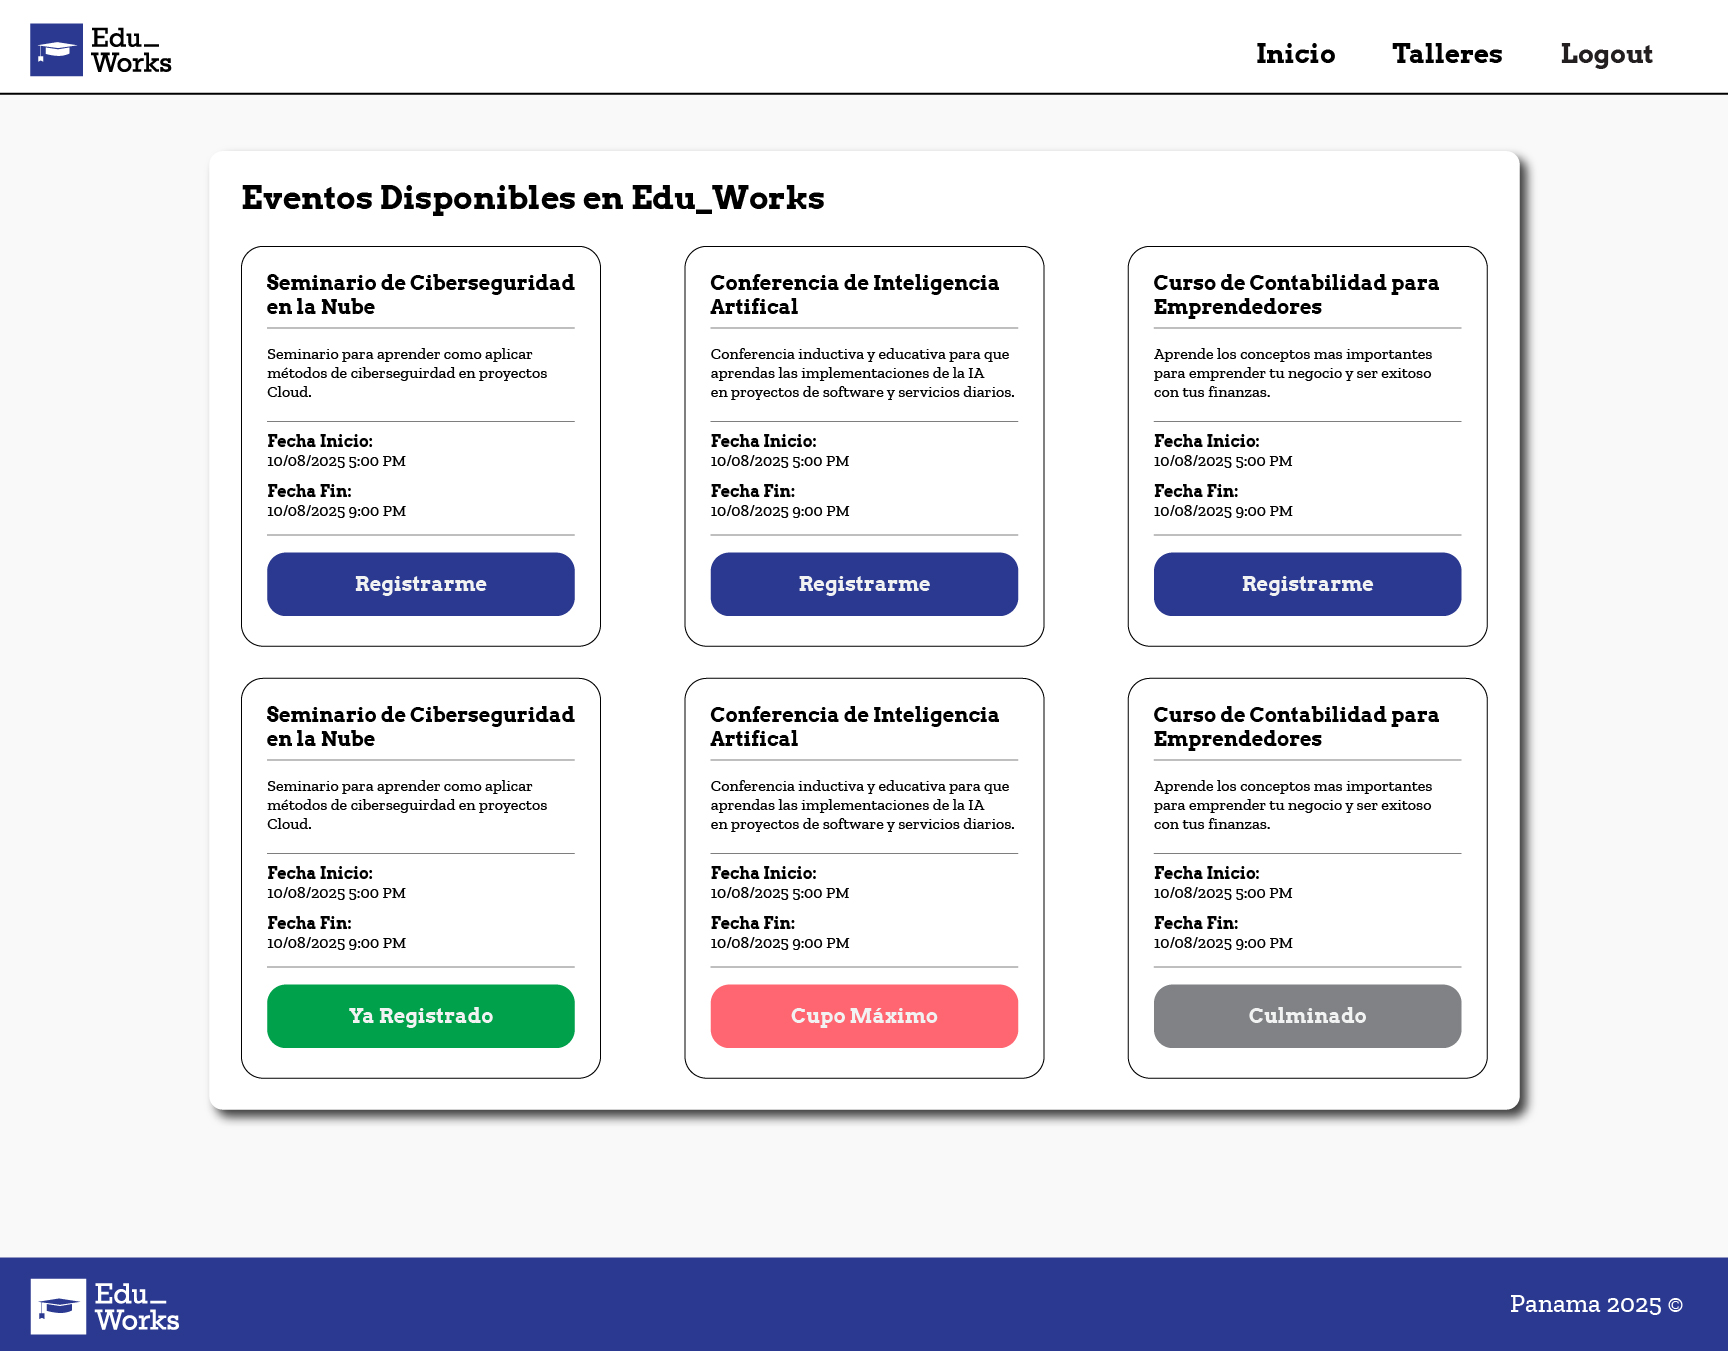 Edu_
Works
Inicio Talleres Logout
Eventos Disponibles en Edu_Works
Seminario de Ciberseguridad
en la Nube
Seminario para aprender como aplicar
métodos de ciberseguirdad en proyectos
Cloud.
Fecha Inicio:
10/08/2025 5:00 PM
Fecha Fin:
10/08/2025 9:00 PM
Registrarme
Conferencia de Inteligencia
Artifical
Conferencia inductiva y educativa para que
aprendas las implementaciones de la IA
en proyectos de software y servicios diarios.
Fecha Inicio:
10/08/2025 5:00 PM
Fecha Fin:
10/08/2025 9:00 PM
Registrarme
Curso de Contabilidad para
Emprendedores
Aprende los conceptos mas importantes
para emprender tu negocio y ser exitoso
con tus finanzas.
Fecha Inicio:
10/08/2025 5:00 PM
Fecha Fin:
10/08/2025 9:00 PM
Registrarme
Seminario de Ciberseguridad
en la Nube
Seminario para aprender como aplicar
métodos de ciberseguirdad en proyectos
Cloud.
Fecha Inicio:
10/08/2025 5:00 PM
Fecha Fin:
10/08/2025 9:00 PM
Ya Registrado
Conferencia de Inteligencia
Artifical
Conferencia inductiva y educativa para que
aprendas las implementaciones de la IA
en proyectos de software y servicios diarios.
Fecha Inicio:
10/08/2025 5:00 PM
Fecha Fin:
10/08/2025 9:00 PM
Cupo Máximo
Curso de Contabilidad para
Emprendedores
Aprende los conceptos mas importantes
para emprender tu negocio y ser exitoso
con tus finanzas.
Fecha Inicio:
10/08/2025 5:00 PM
Fecha Fin:
10/08/2025 9:00 PM
Culminado
Edu_
Works
Panama 2025 ©